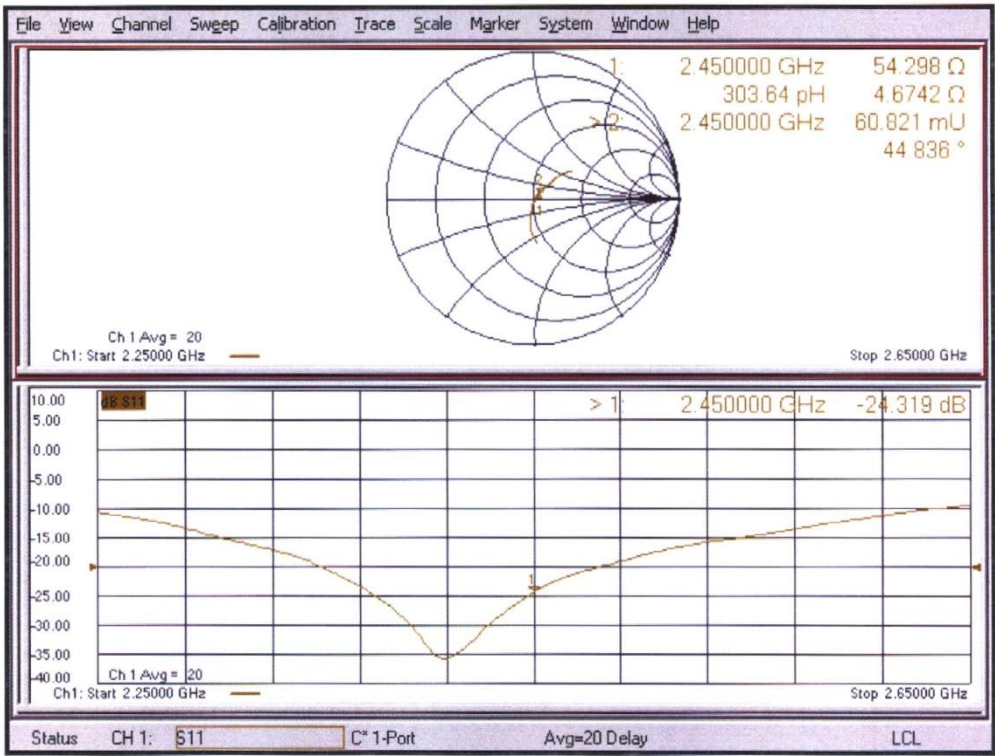 File View Channel Sweep Calibration Trace Scale Marker System Window Help
1: 2.450000 GHz 54.298 Ω
303.64 pH 4.6742 Ω
> 2: 2.450000 GHz 60.821 mU
44.836 °
2
1
Ch 1 Avg = 20
Ch1: Start 2.25000 GHz
Stop 2.65000 GHz
10.00
dB S11
> 1: 2.450000 GHz -24.319 dB
5.00
0.00
-5.00
-10.00
-15.00
-20.00
1
-25.00
-30.00
-35.00
-40.00
Ch 1 Avg = 20
Ch1: Start 2.25000 GHz
Stop 2.65000 GHz
Status CH 1: S11 C* 1-Port Avg=20 Delay LCL